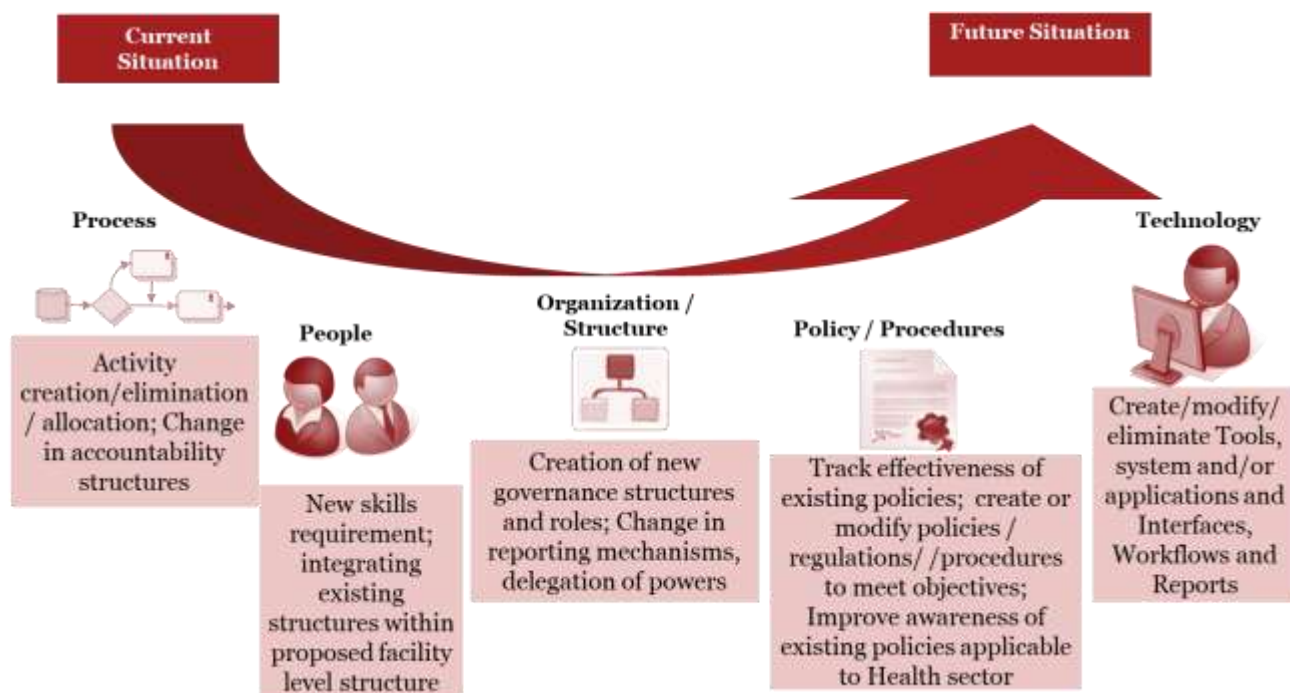 Current
Situation
Future Situation
Process
Activity
creation/elimination
/ allocation; Change
in accountability
structures
People
New skills
requirement;
integrating
existing
structures within
proposed facility
level structure
Organization /
Structure
Creation of new
governance structures
and roles; Change in
reporting mechanisms,
delegation of powers
Policy / Procedures
Track effectiveness of
existing policies;  create or
modify policies /
regulations/ /procedures
to meet objectives;
Improve awareness of
existing policies applicable
to Health sector
Technology
Create/modify/
eliminate Tools,
system and/or
applications and
Interfaces,
Workflows and
Reports